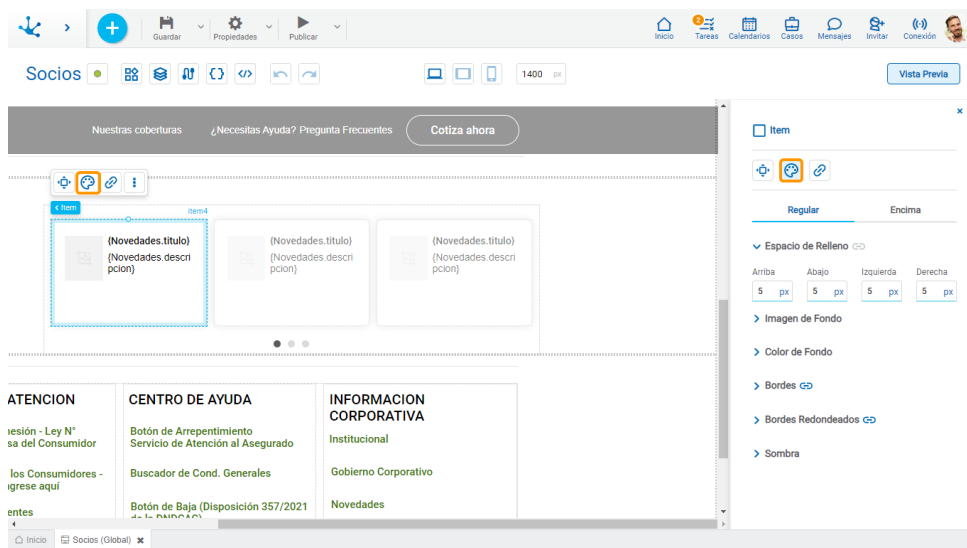 Guardar
Propiedades
Publicar
Inicio
2
Tareas
Calendarios
Casos
Mensajes
Invitar
Conexión
Socios
1400 px
Vista Previa
Nuestras coberturas
¿Necesitas Ayuda? Pregunta Frecuentes
Cotiza ahora
Item
Item4
{Novedades.titulo}
{Novedades.descri
pcion}
{Novedades.titulo}
{Novedades.descri
pcion}
{Novedades.titulo}
{Novedades.descri
pcion}
ATENCION
nesión - Ley N°
sa del Consumidor
los Consumidores -
ngrese aquí
entes
CENTRO DE AYUDA
Botón de Arrepentimiento
Servicio de Atención al Asegurado
Buscador de Cond. Generales
Botón de Baja (Disposición 357/2021
de la DNDCAC)
INFORMACION
CORPORATIVA
Institucional
Gobierno Corporativo
Novedades
Item
Regular
Encima
Espacio de Relleno
Arriba
Abajo
Izquierda
Derecha
5 px
5 px
5 px
5 px
Imagen de Fondo
Color de Fondo
Bordes
Bordes Redondeados
Sombra
Inicio
Socios (Global)